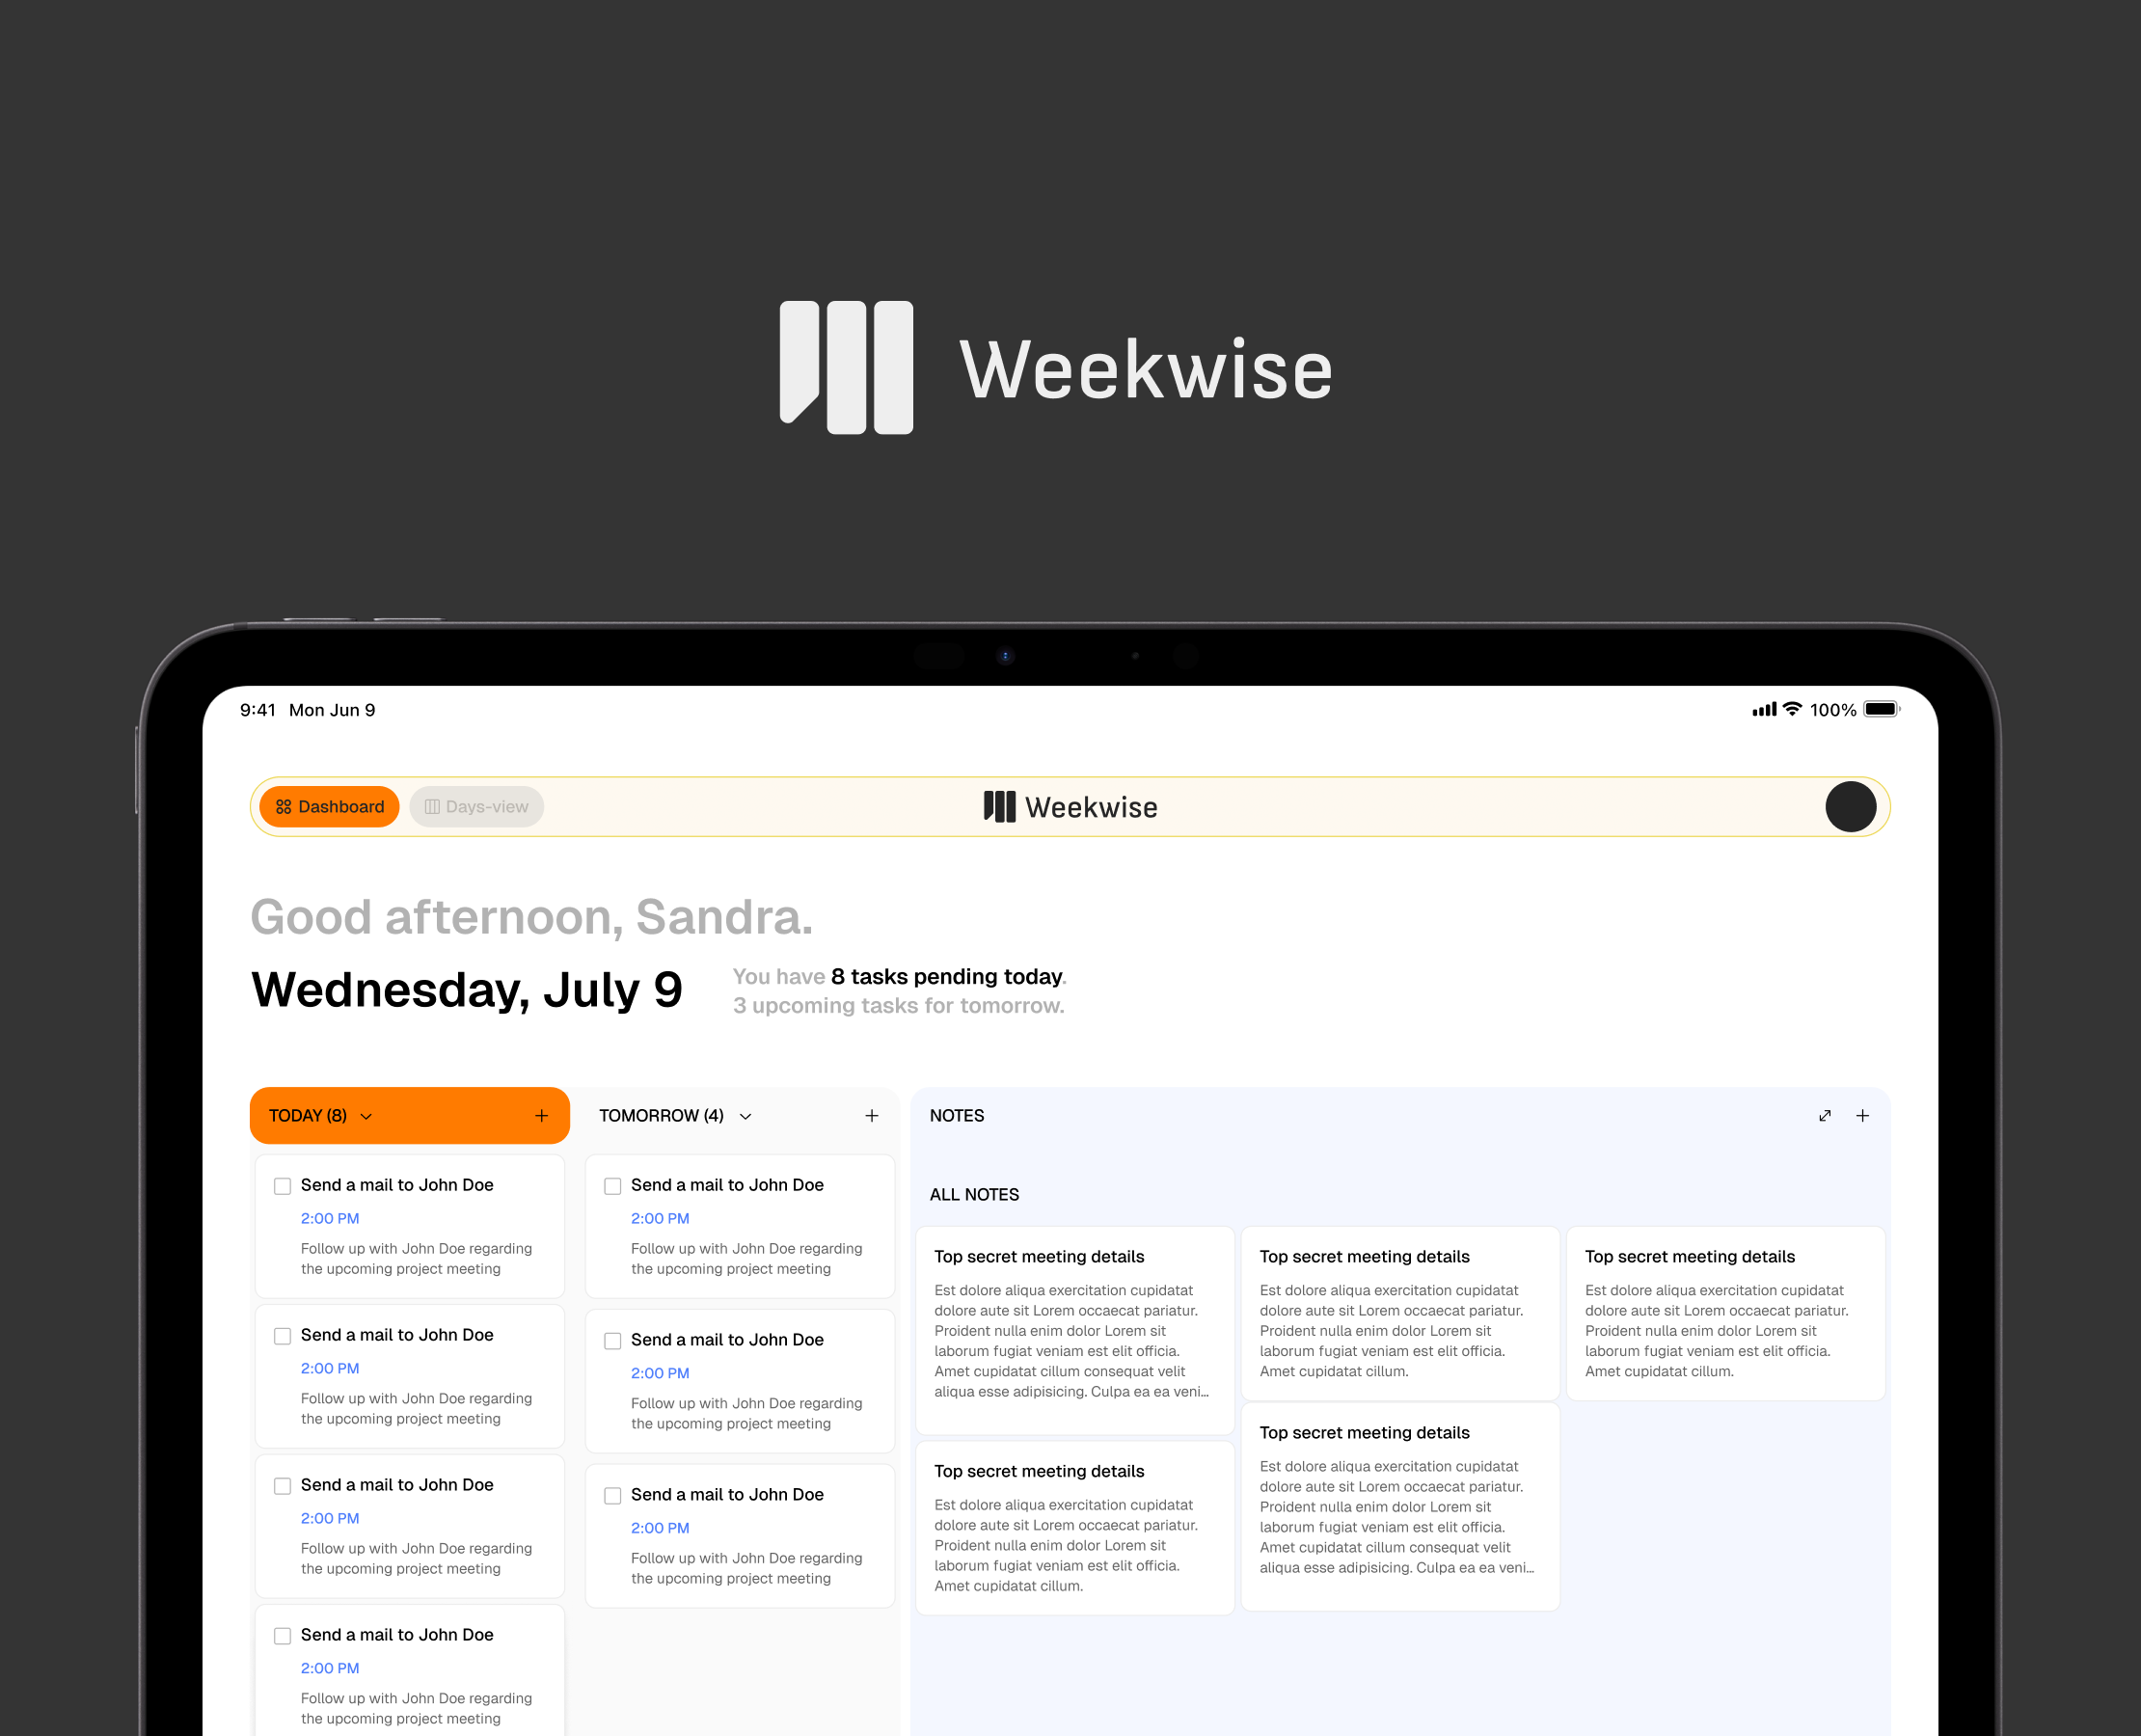 Weekwise
9:41 Mon Jun 9
100%
Dashboard
Days-view
Weekwise
Good afternoon, Sandra.
Wednesday, July 9
You have 8 tasks pending today.
3 upcoming tasks for tomorrow.
TODAY (8)
Send a mail to John Doe
2:00 PM
Follow up with John Doe regarding
the upcoming project meeting
Send a mail to John Doe
2:00 PM
Follow up with John Doe regarding
the upcoming project meeting
Send a mail to John Doe
2:00 PM
Follow up with John Doe regarding
the upcoming project meeting
Send a mail to John Doe
2:00 PM
Follow up with John Doe regarding
the upcoming project meeting
TOMORROW (4)
Send a mail to John Doe
2:00 PM
Follow up with John Doe regarding
the upcoming project meeting
Send a mail to John Doe
2:00 PM
Follow up with John Doe regarding
the upcoming project meeting
Send a mail to John Doe
2:00 PM
Follow up with John Doe regarding
the upcoming project meeting
NOTES
ALL NOTES
Top secret meeting details
Est dolore aliqua exercitation cupidatat
dolore aute sit Lorem occaecat pariatur.
Proident nulla enim dolor Lorem sit
laborum fugiat veniam est elit officia.
Amet cupidatat cillum consequat velit
aliqua esse adipisicing. Culpa ea ea veni...
Top secret meeting details
Est dolore aliqua exercitation cupidatat
dolore aute sit Lorem occaecat pariatur.
Proident nulla enim dolor Lorem sit
laborum fugiat veniam est elit officia.
Amet cupidatat cillum.
Top secret meeting details
Est dolore aliqua exercitation cupidatat
dolore aute sit Lorem occaecat pariatur.
Proident nulla enim dolor Lorem sit
laborum fugiat veniam est elit officia.
Amet cupidatat cillum.
Top secret meeting details
Est dolore aliqua exercitation cupidatat
dolore aute sit Lorem occaecat pariatur.
Proident nulla enim dolor Lorem sit
laborum fugiat veniam est elit officia.
Amet cupidatat cillum consequat velit
aliqua esse adipisicing. Culpa ea ea veni...
Top secret meeting details
Est dolore aliqua exercitation cupidatat
dolore aute sit Lorem occaecat pariatur.
Proident nulla enim dolor Lorem sit
laborum fugiat veniam est elit officia.
Amet cupidatat cillum.